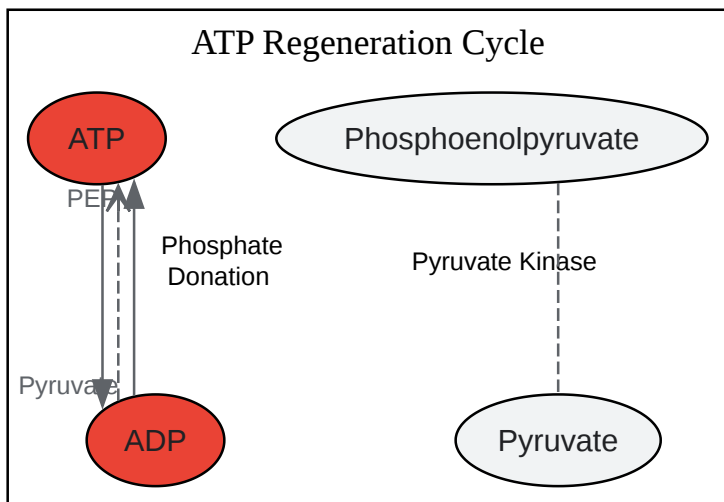 ATP Regeneration Cycle
ATP
Phosphoenolpyruvate
PEP
Phosphate
Donation
Pyruvate Kinase
Pyruvate
ADP
Pyruvate